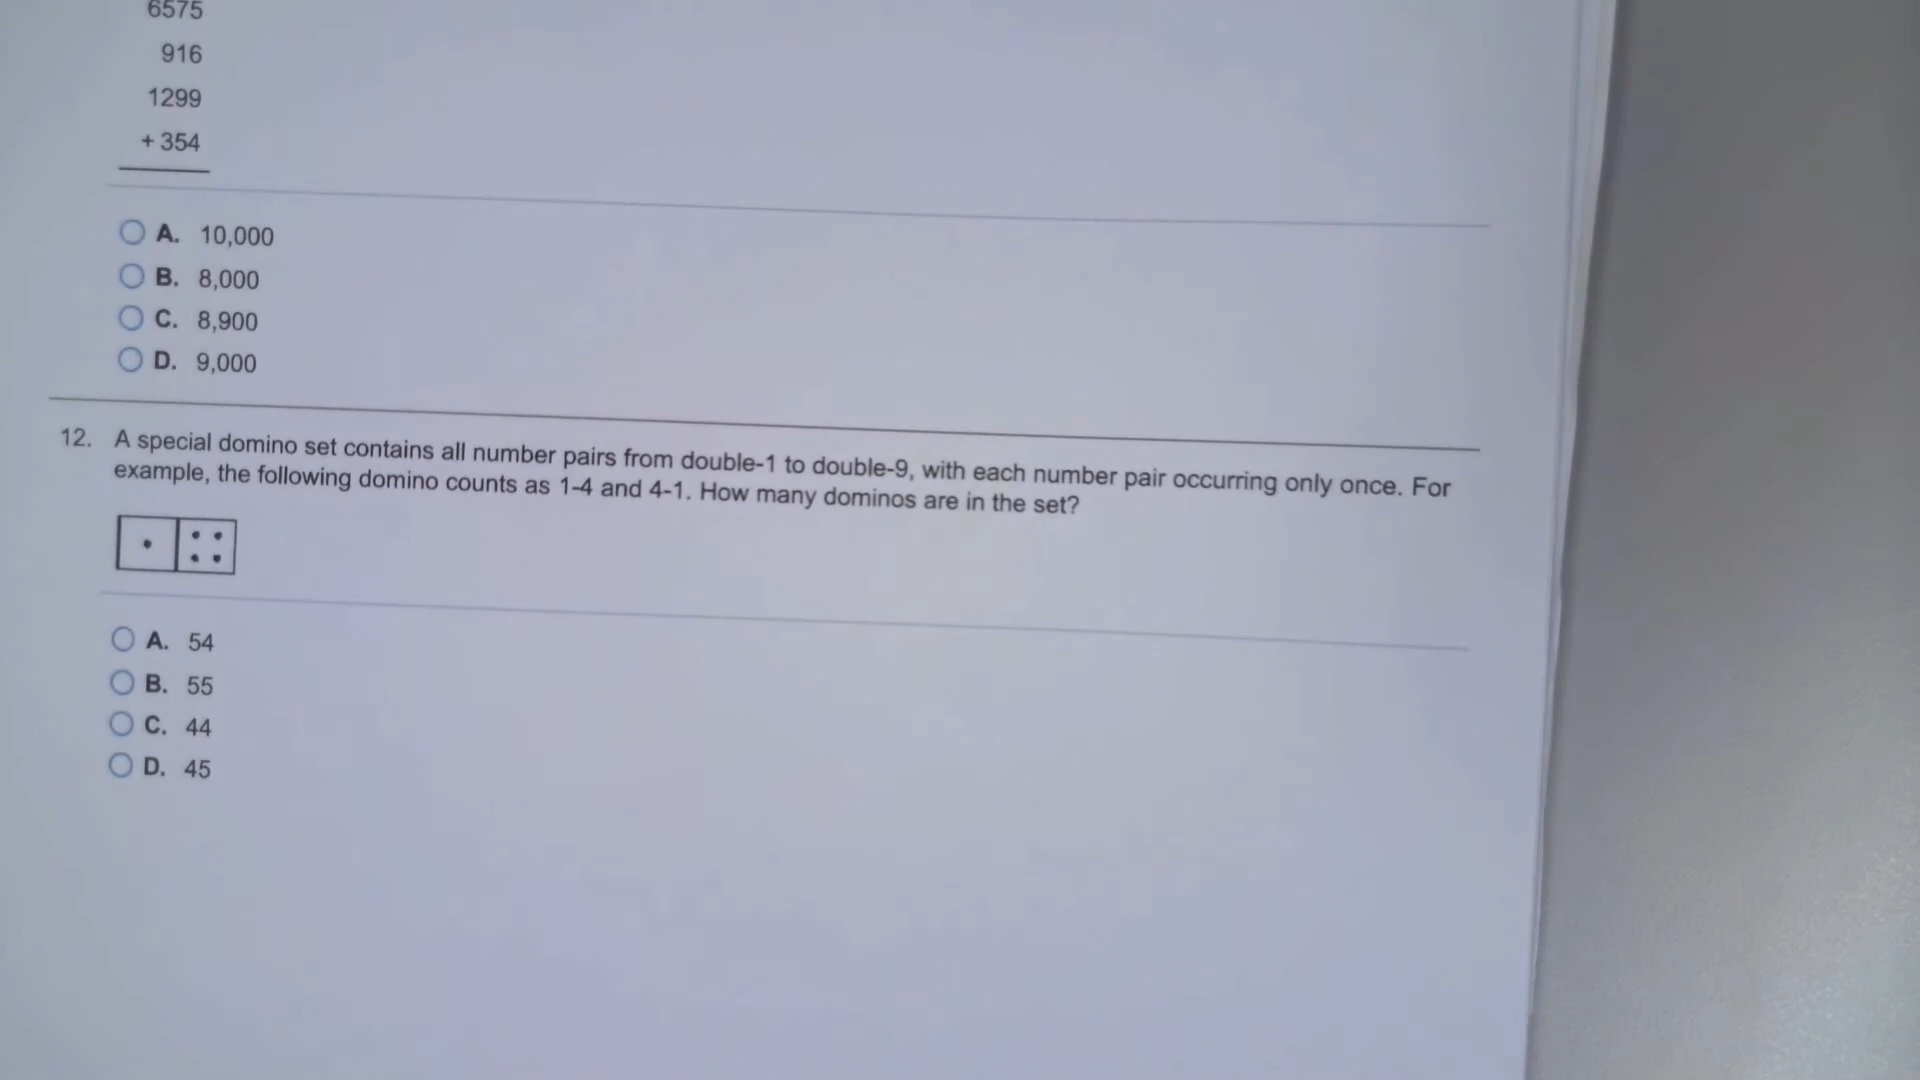 6575
916
1299
+ 354
A. 10,000
B. 8,000
C. 8,900
D. 9,000
12. A special domino set contains all number pairs from double-1 to double-9, with each number pair occurring only once. For
example, the following domino counts as 1-4 and 4-1. How many dominos are in the set?
A. 54
B. 55
C. 44
D. 45